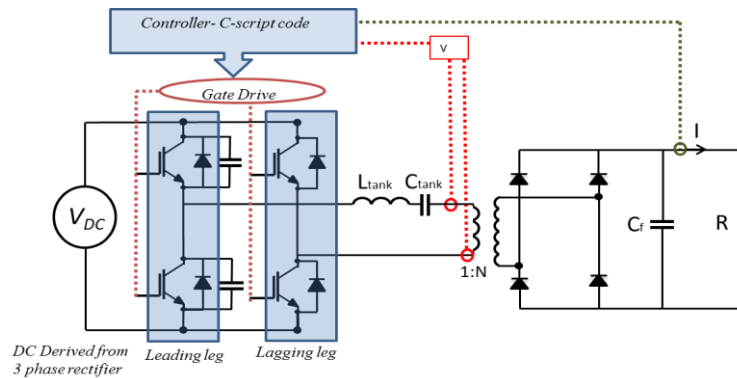 Controller- C-script code
V
Gate Drive
I
Ltank
Ctank
VDC
Cf
R
1:N
DC Derived from
3 phase rectifier
Leading leg
Lagging leg